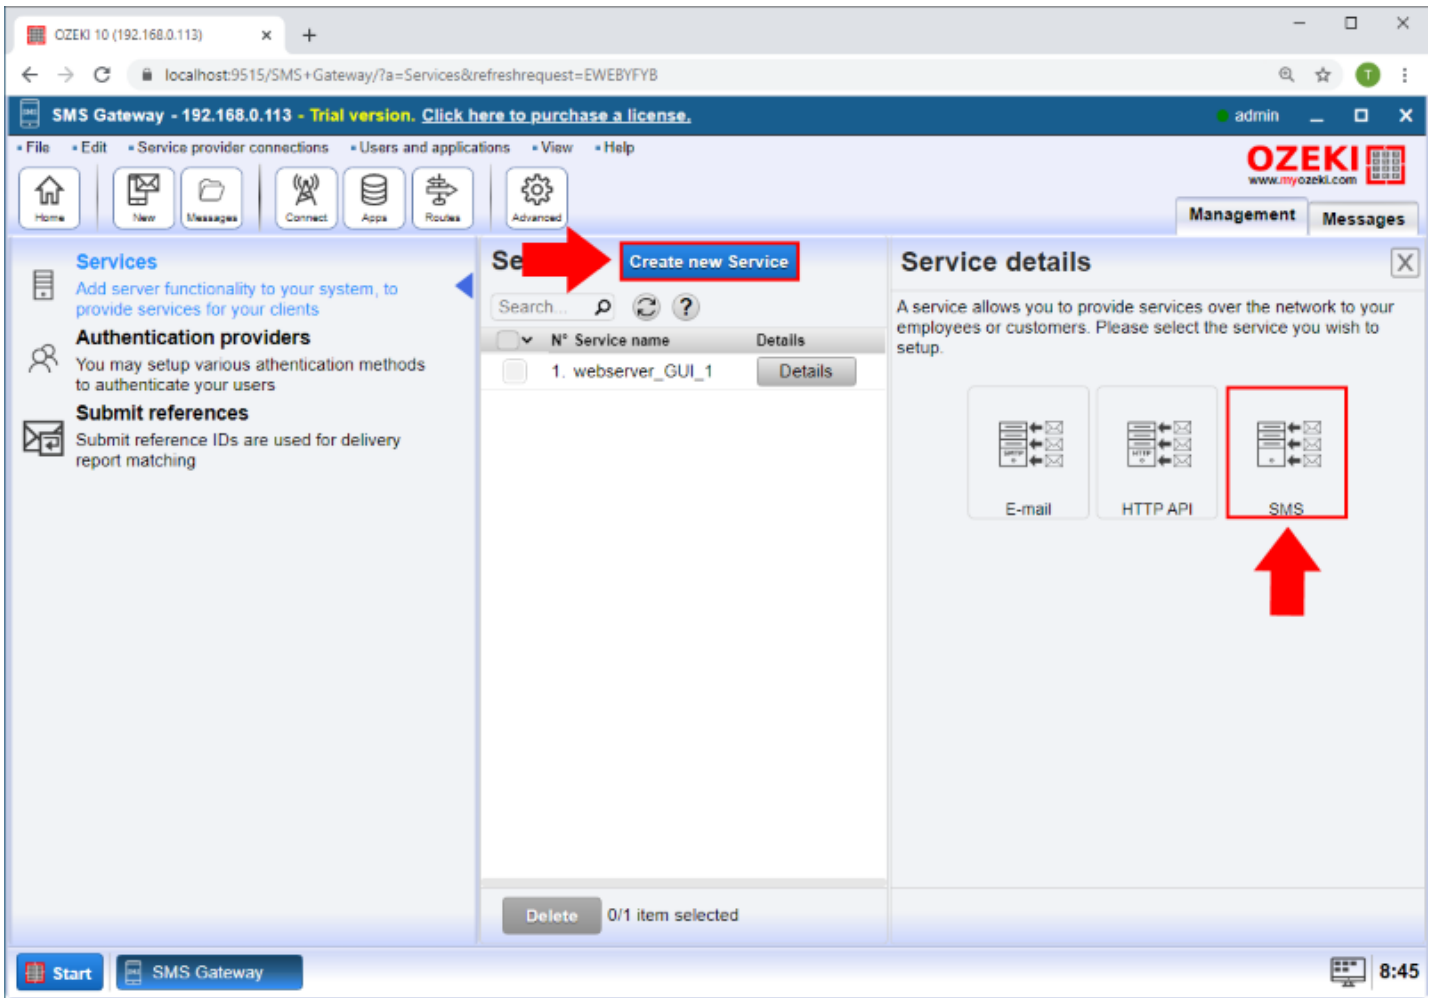 OZEKI 10 (192.168.0.113)
localhost:9515/SMS+Gateway/?a=Services&refreshrequest=EWEBYFYB
T
SMS Gateway - 192.168.0.113 - Trial version. Click here to purchase a license.
admin
File Edit Service provider connections Users and applications View Help
OZEKI
www.myozeki.com
Home New Messages Connect Apps Routes Advanced
Management Messages
Services
Add server functionality to your system, to
provide services for your clients
Authentication providers
You may setup various athentication methods
to authenticate your users
Submit references
Submit reference IDs are used for delivery
report matching
Se
Create new Service
Search...
?
N° Service name Details
1. webserver_GUI_1 Details
Delete 0/1 item selected
Service details
X
A service allows you to provide services over the network to your
employees or customers. Please select the service you wish to
setup.
SMTP
HTTP
E-mail HTTP API SMS
Start SMS Gateway 8:45